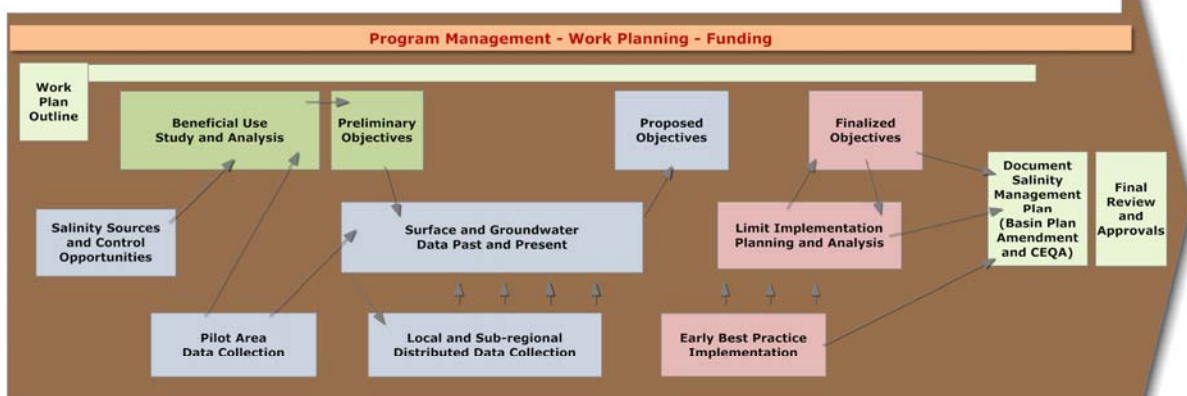 Program Management - Work Planning - Funding
Work
Plan
Outline
Beneficial Use
Study and Analysis
Preliminary
Objectives
Proposed
Objectives
Finalized
Objectives
Document
Salinity
Management
Plan
(Basin Plan
Amendment
and CEQA)
Final
Review
and
Approvals
Salinity Sources
and Control
Opportunities
Surface and Groundwater
Data Past and Present
Limit Implementation
Planning and Analysis
Pilot Area
Data Collection
Local and Sub-regional
Distributed Data Collection
Early Best Practice
Implementation